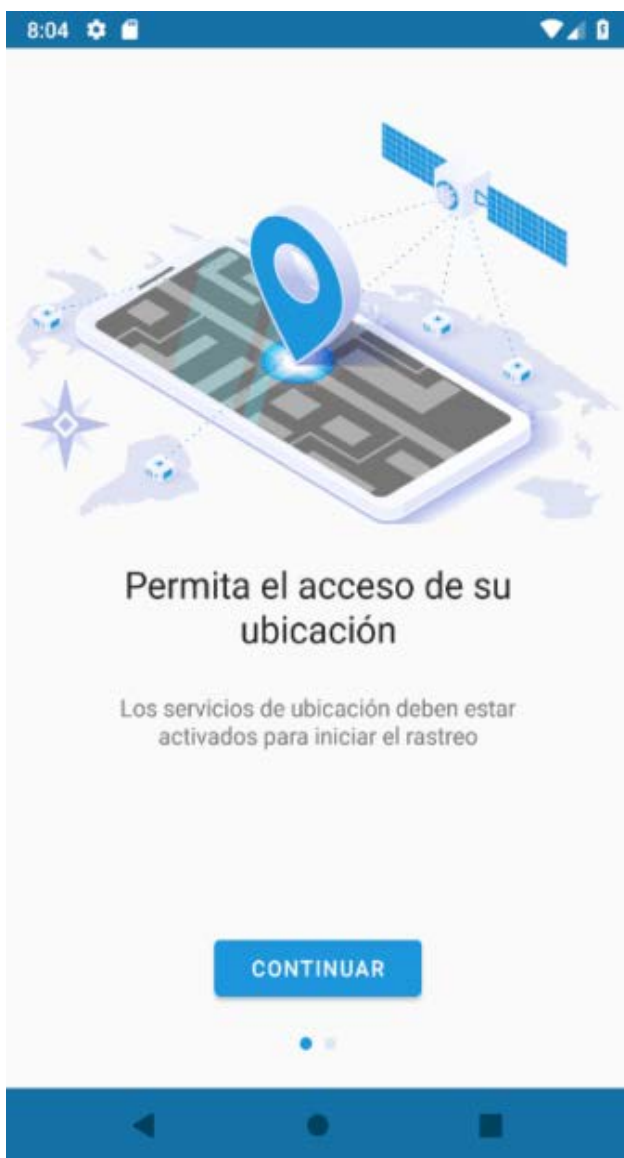 8:04
Permita el acceso de su
ubicación
Los servicios de ubicación deben estar
activados para iniciar el rastreo
CONTINUAR